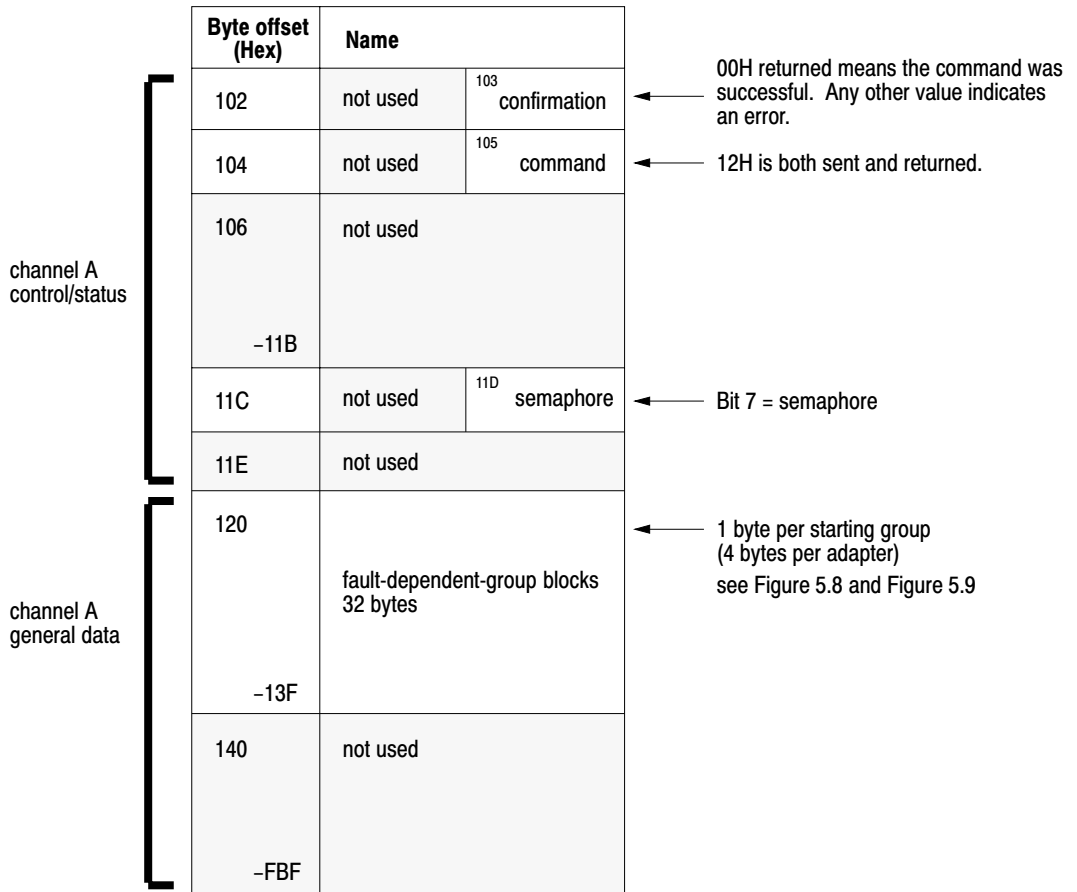 Byte offset (Hex) Name
102 not used 103 confirmation
00H returned means the command was
successful. Any other value indicates
an error.
104 not used 105 command
12H is both sent and returned.
106 not used
–11B
channel A
control/status
11C not used 11D semaphore
Bit 7 = semaphore
11E not used
120
1 byte per starting group
(4 bytes per adapter)
see Figure 5.8 and Figure 5.9
fault-dependent-group blocks
32 bytes
channel A
general data
–13F
140 not used
–FBF